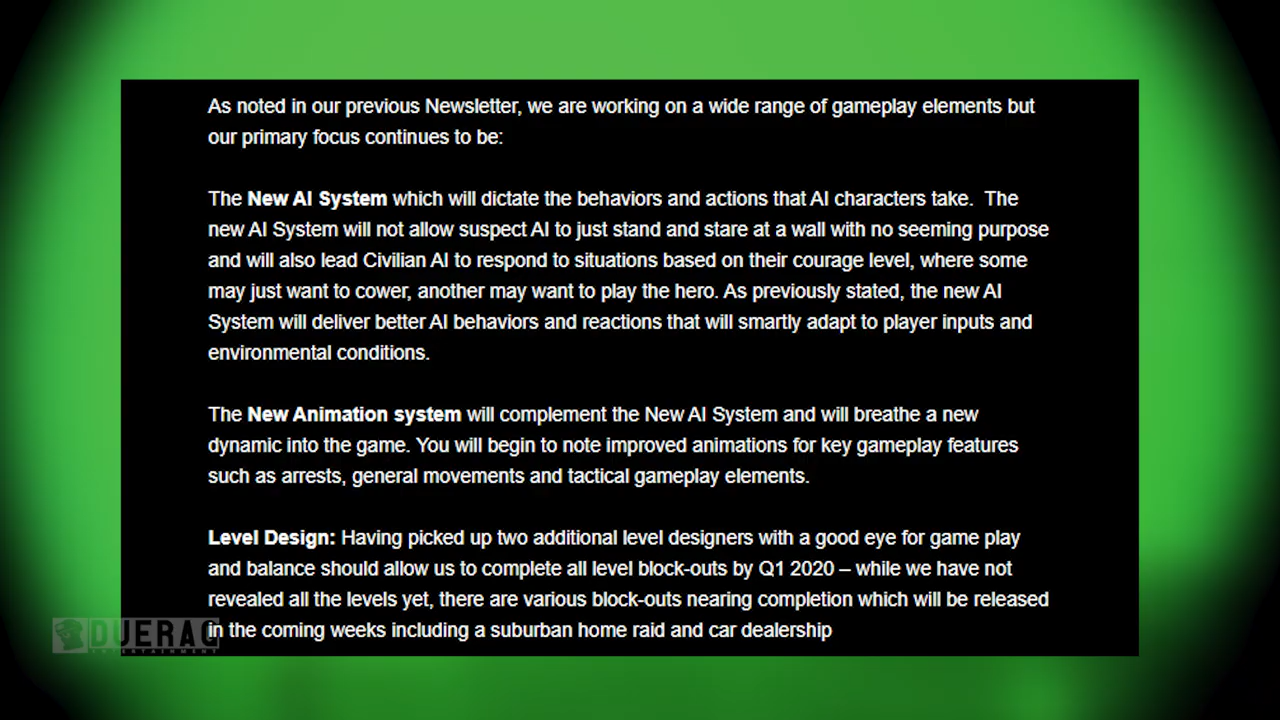 As noted in our previous Newsletter, we are working on a wide range of gameplay elements but
our primary focus continues to be:
The New AI System which will dictate the behaviors and actions that AI characters take. The
new AI System will not allow suspect AI to just stand and stare at a wall with no seeming purpose
and will also lead Civilian AI to respond to situations based on their courage level, where some
may just want to cower, another may want to play the hero. As previously stated, the new AI
System will deliver better AI behaviors and reactions that will smartly adapt to player inputs and
environmental conditions.
The New Animation system will complement the New AI System and will breathe a new
dynamic into the game. You will begin to note improved animations for key gameplay features
such as arrests, general movements and tactical gameplay elements.
Level Design: Having picked up two additional level designers with a good eye for game play
and balance should allow us to complete all level block-outs by Q1 2020 – while we have not
revealed all the levels yet, there are various block-outs nearing completion which will be released
in the coming weeks including a suburban home raid and car dealership
DUERAG
ENTERTAINMENT